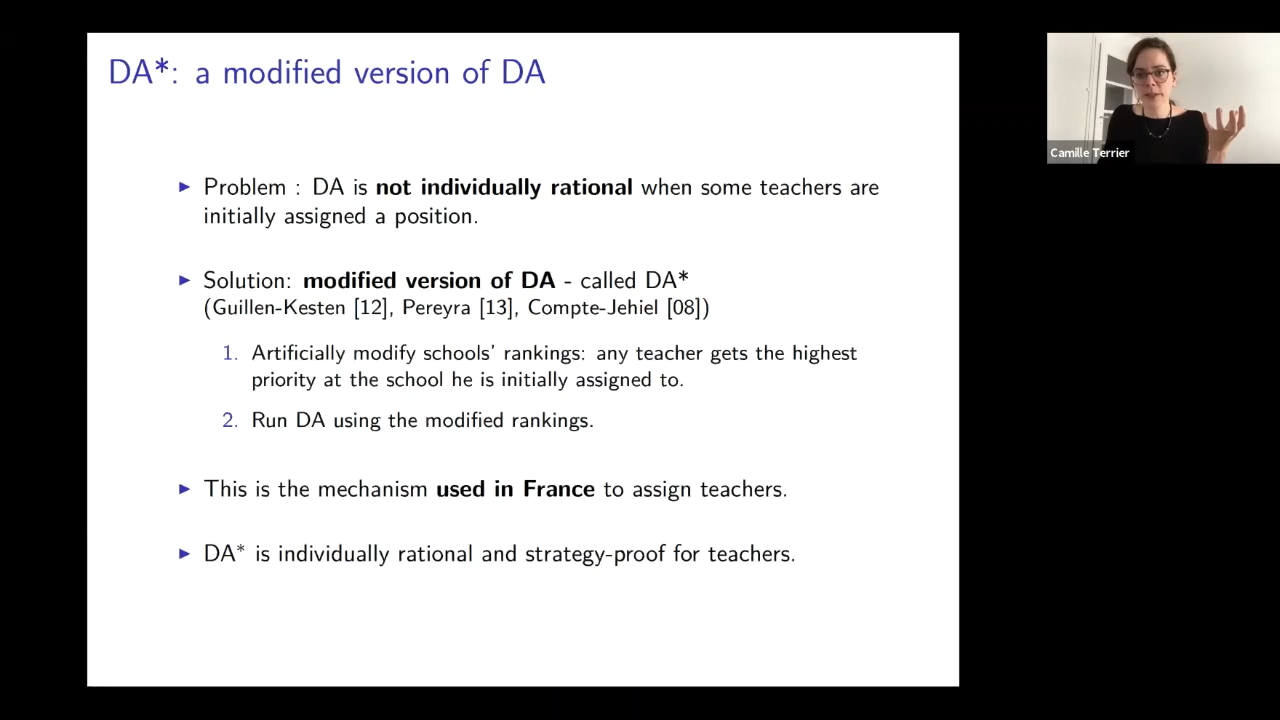 DA*: a modified version of DA
▶ Problem : DA is not individually rational when some teachers are
initially assigned a position.
▶ Solution: modified version of DA - called DA*
(Guillen-Kesten [12], Pereyra [13], Compte-Jehiel [08])
1. Artificially modify schools' rankings: any teacher gets the highest
priority at the school he is initially assigned to.
2. Run DA using the modified rankings.
▶ This is the mechanism used in France to assign teachers.
▶ DA* is individually rational and strategy-proof for teachers.
Camille Terrier